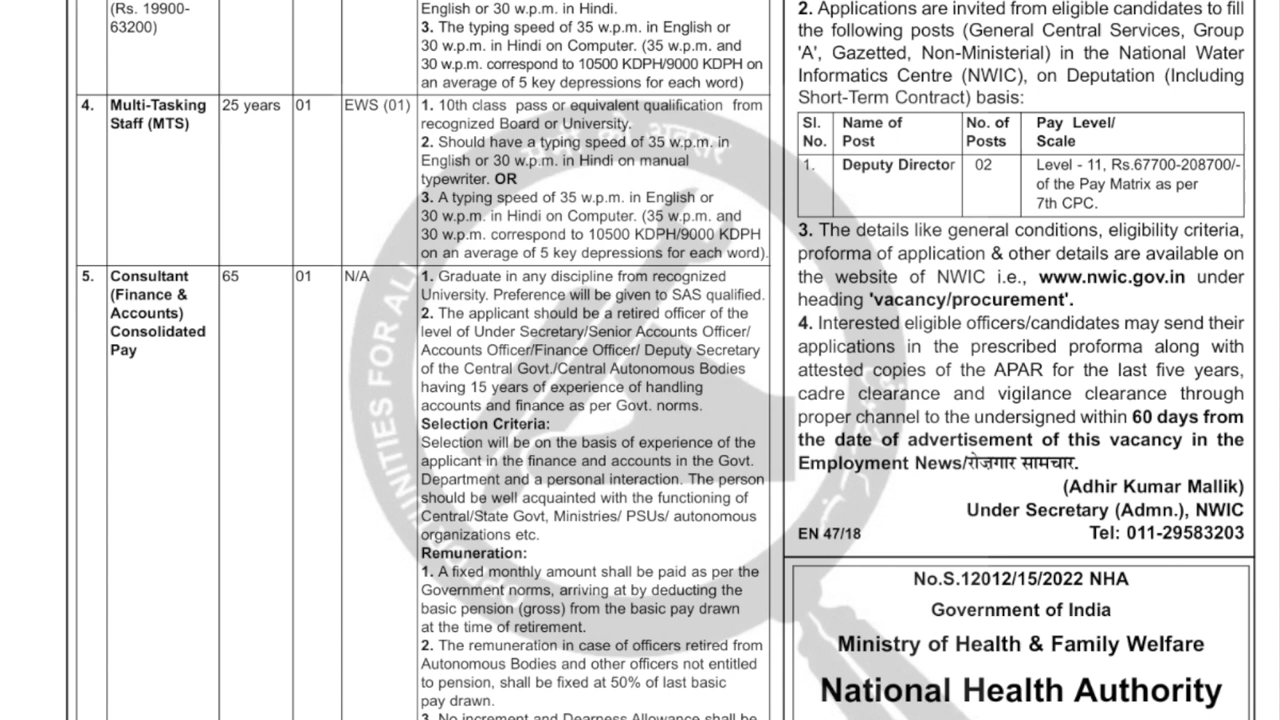 (Rs. 19900-
63200)
English or 30 w.p.m. in Hindi.
3. The typing speed of 35 w.p.m. in English or
30 w.p.m. in Hindi on Computer. (35 w.p.m. and
30 w.p.m. correspond to 10500 KDPH/9000 KDPH on
an average of 5 key depressions for each word)
4. Multi-Tasking Staff (MTS) 25 years 01 EWS (01)
1. 10th class pass or equivalent qualification from
recognized Board or University.
2. Should have a typing speed of 35 w.p.m. in
English or 30 w.p.m. in Hindi on manual
typewriter. OR
3. A typing speed of 35 w.p.m. in English or
30 w.p.m. in Hindi on Computer. (35 w.p.m. and
30 w.p.m. correspond to 10500 KDPH/9000 KDPH
on an average of 5 key depressions for each word).
5. Consultant (Finance & Accounts) Consolidated Pay 65 01 N/A
1. Graduate in any discipline from recognized
University. Preference will be given to SAS qualified.
2. The applicant should be a retired officer of the
level of Under Secretary/Senior Accounts Officer/
Accounts Officer/Finance Officer/ Deputy Secretary
of the Central Govt./Central Autonomous Bodies
having 15 years of experience of handling
accounts and finance as per Govt. norms.
Selection Criteria:
Selection will be on the basis of experience of the
applicant in the finance and accounts in the Govt.
Department and a personal interaction. The person
should be well acquainted with the functioning of
Central/State Govt, Ministries/ PSUs/ autonomous
organizations etc.
Remuneration:
1. A fixed monthly amount shall be paid as per the
Government norms, arriving at by deducting the
basic pension (gross) from the basic pay drawn
at the time of retirement.
2. The remuneration in case of officers retired from
Autonomous Bodies and other officers not entitled
to pension, shall be fixed at 50% of last basic
pay drawn.
3. No increment and Dearness Allowance shall be
2. Applications are invited from eligible candidates to fill
the following posts (General Central Services, Group
'A', Gazetted, Non-Ministerial) in the National Water
Informatics Centre (NWIC), on Deputation (Including
Short-Term Contract) basis:
Sl. No. Name of Post No. of Posts Pay Level/ Scale
1. Deputy Director 02 Level - 11, Rs.67700-208700/-
of the Pay Matrix as per
7th CPC.
3. The details like general conditions, eligibility criteria,
proforma of application & other details are available on
the website of NWIC i.e., www.nwic.gov.in under
heading 'vacancy/procurement'.
4. Interested eligible officers/candidates may send their
applications in the prescribed proforma along with
attested copies of the APAR for the last five years,
cadre clearance and vigilance clearance through
proper channel to the undersigned within 60 days from
the date of advertisement of this vacancy in the
Employment News/रोज़गार सामचार.
(Adhir Kumar Mallik)
Under Secretary (Admn.), NWIC
EN 47/18 Tel: 011-29583203
No.S.12012/15/2022 NHA
Government of India
Ministry of Health & Family Welfare
National Health Authority